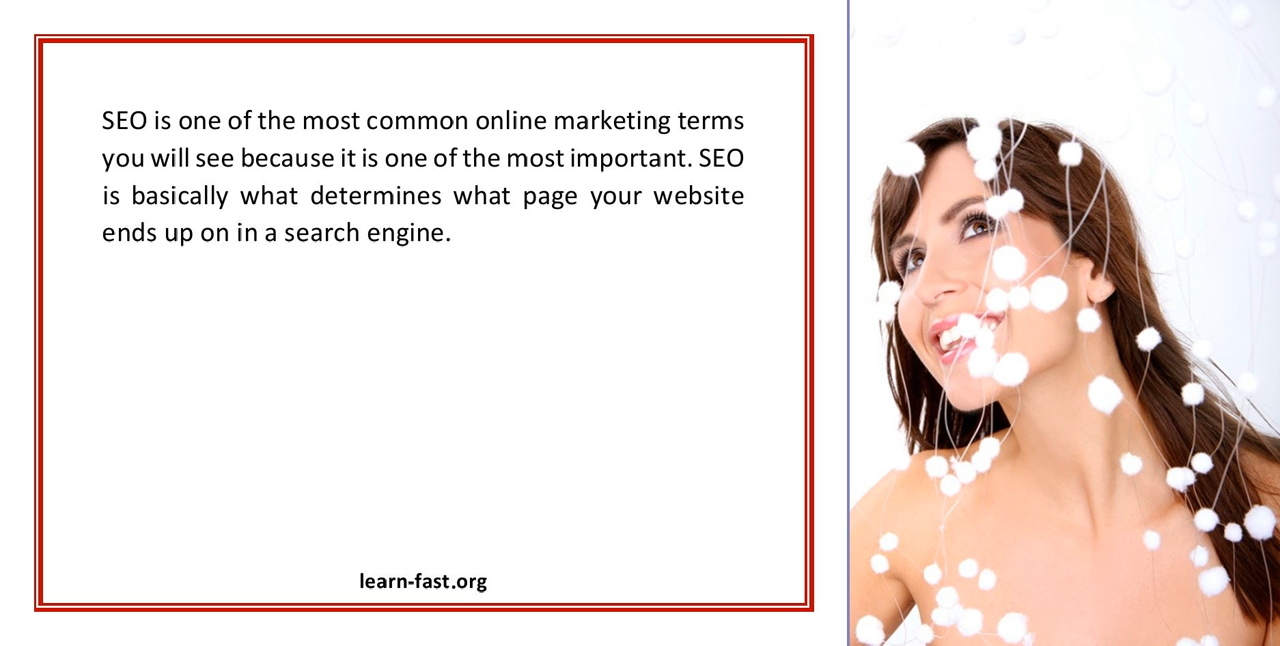 SEO is one of the most common online marketing terms
you will see because it is one of the most important. SEO
is basically what determines what page your website
ends up on in a search engine.
learn-fast.org